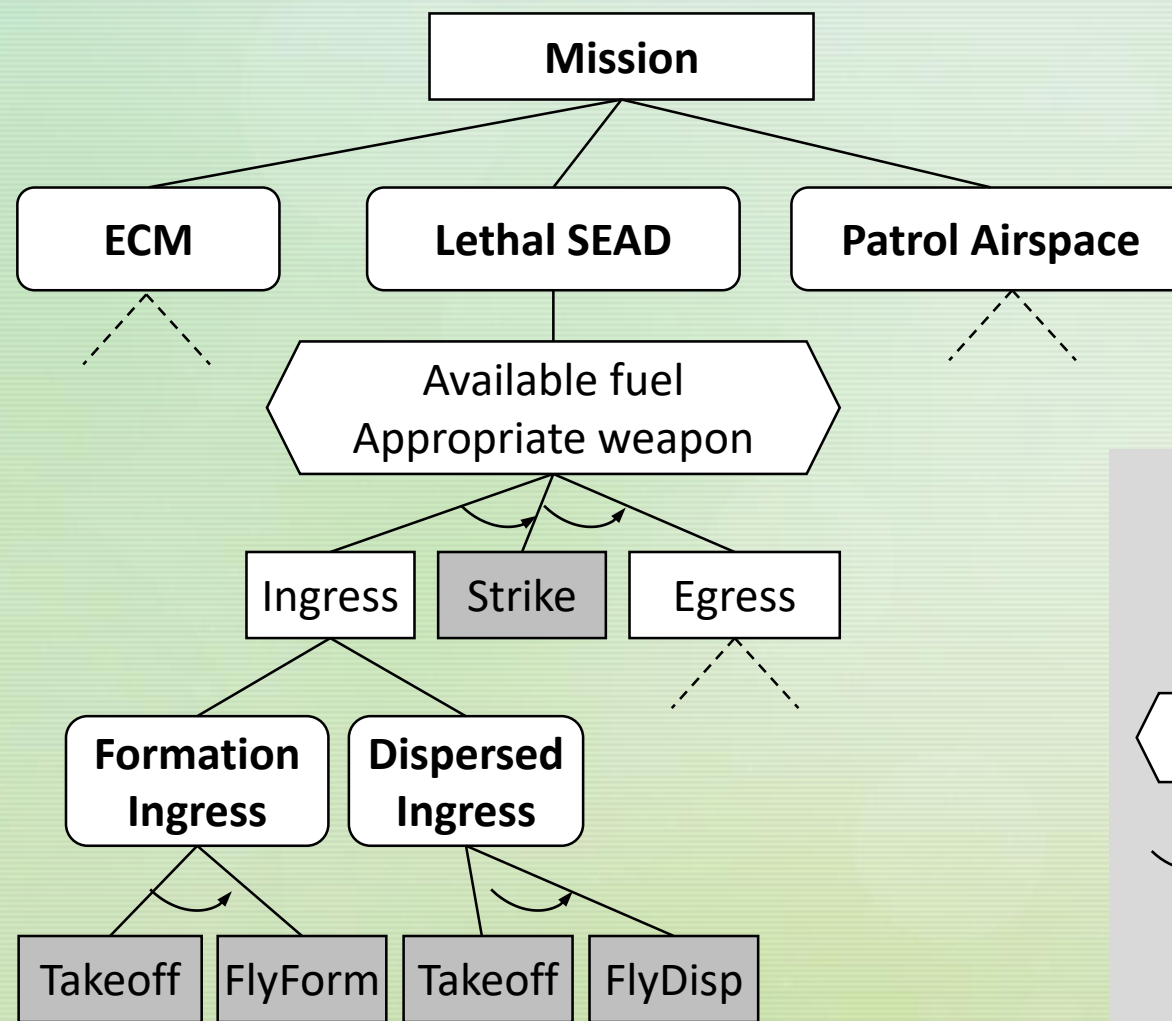 Mission
ECM
Lethal SEAD
Patrol Airspace
Available fuel
Appropriate weapon
Ingress
Strike
Egress
Formation
Ingress
Dispersed
Ingress
Takeoff
FlyForm
Takeoff
FlyDisp